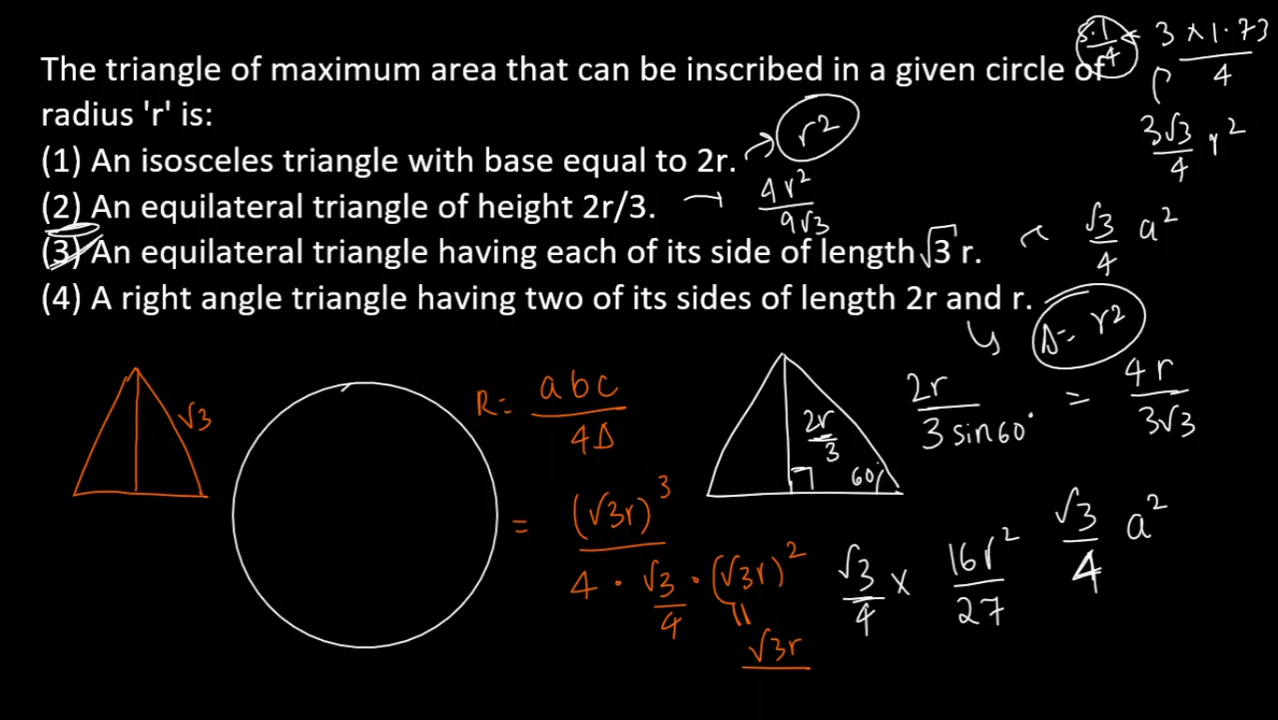 The triangle of maximum area that can be inscribed in a given circle of
radius 'r' is:
(1) An isosceles triangle with base equal to 2r. → r²
(2) An equilateral triangle of height 2r/3. → 4r²/9√3
(3) An equilateral triangle having each of its side of length √3 r.
(4) A right angle triangle having two of its sides of length 2r and r.
5.1/4 ← 3 × 1.73/4
3√3/4 r²
√3/4 a²
Δ = r²
√3
R = abc/4Δ
= (√3r)³/4 · √3/4 · (√3r)²
√3r
2r/3
60°
2r/3 sin60° = 4r/3√3
√3/4 × 16r²/27
√3/4 a²